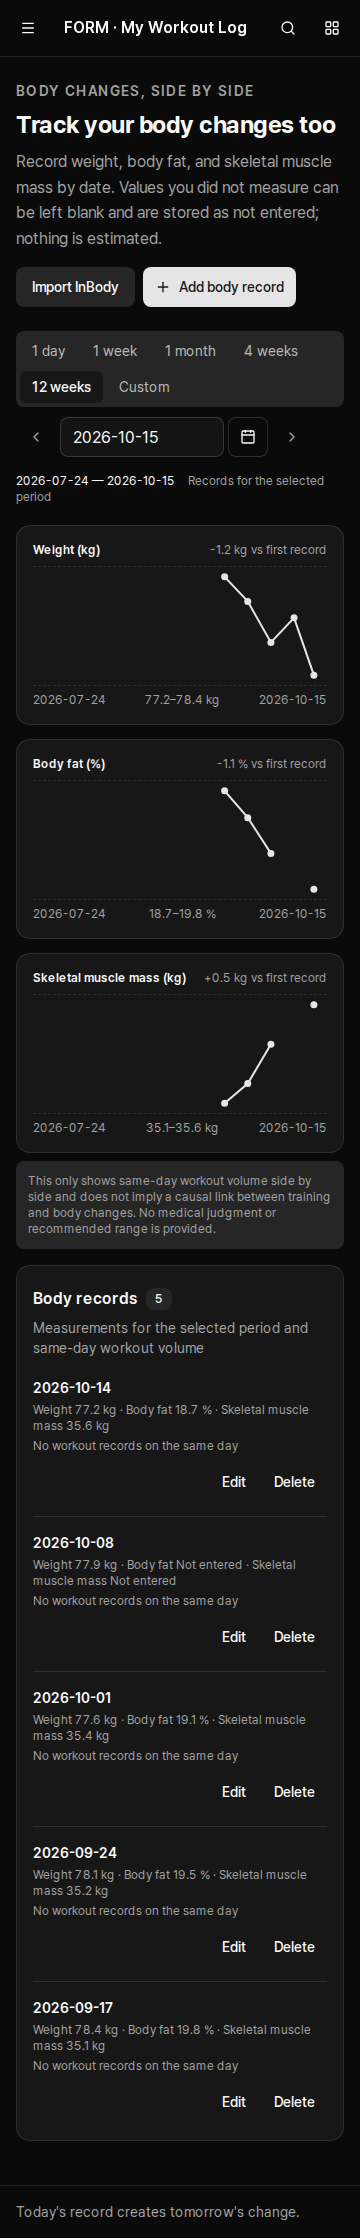 FORM · My Workout Log
BODY CHANGES, SIDE BY SIDE
Track your body changes too
Record weight, body fat, and skeletal muscle
mass by date. Values you did not measure can
be left blank and are stored as not entered;
nothing is estimated.
Import InBody
Add body record
1 day 1 week 1 month 4 weeks
12 weeks Custom
2026-10-15
2026-07-24 — 2026-10-15 Records for the selected
period
Weight (kg) -1.2 kg vs first record
2026-07-24 77.2–78.4 kg 2026-10-15
Body fat (%) -1.1 % vs first record
2026-07-24 18.7–19.8 % 2026-10-15
Skeletal muscle mass (kg) +0.5 kg vs first record
2026-07-24 35.1–35.6 kg 2026-10-15
This only shows same-day workout volume side by
side and does not imply a causal link between training
and body changes. No medical judgment or
recommended range is provided.
Body records 5
Measurements for the selected period and
same-day workout volume
2026-10-14
Weight 77.2 kg · Body fat 18.7 % · Skeletal muscle
mass 35.6 kg
No workout records on the same day
Edit Delete
2026-10-08
Weight 77.9 kg · Body fat Not entered · Skeletal
muscle mass Not entered
No workout records on the same day
Edit Delete
2026-10-01
Weight 77.6 kg · Body fat 19.1 % · Skeletal muscle
mass 35.4 kg
No workout records on the same day
Edit Delete
2026-09-24
Weight 78.1 kg · Body fat 19.5 % · Skeletal muscle
mass 35.2 kg
No workout records on the same day
Edit Delete
2026-09-17
Weight 78.4 kg · Body fat 19.8 % · Skeletal muscle
mass 35.1 kg
No workout records on the same day
Edit Delete
Today's record creates tomorrow's change.